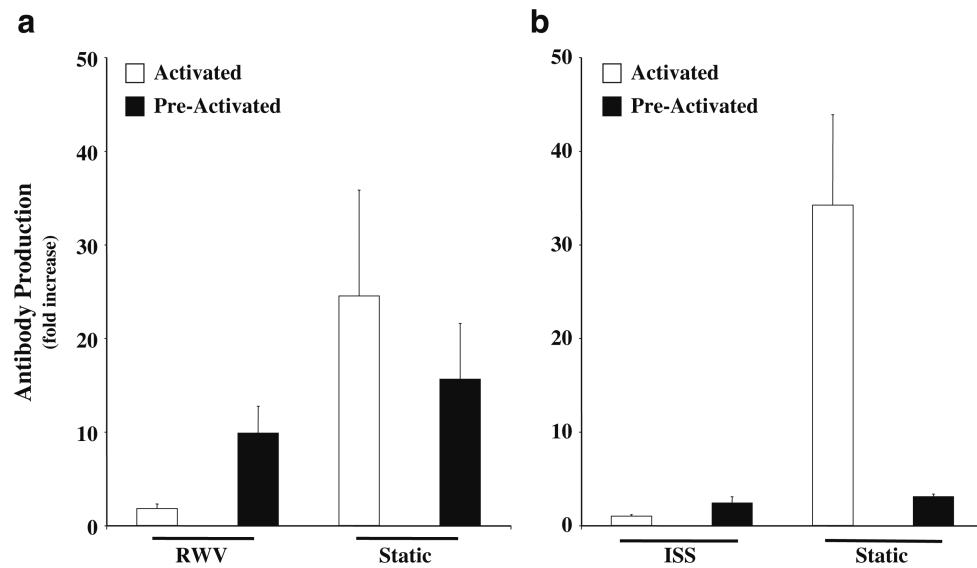 a
50
40
30
20
10
0
Antibody Production
(fold increase)
Activated
Pre-Activated
RWV
Static
b
50
40
30
20
10
0
Activated
Pre-Activated
ISS
Static